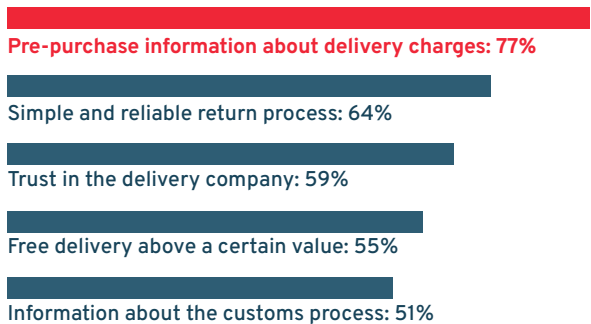 Pre-purchase information about delivery charges: 77%
Simple and reliable return process: 64%
Trust in the delivery company: 59%
Free delivery above a certain value: 55%
Information about the customs process: 51%